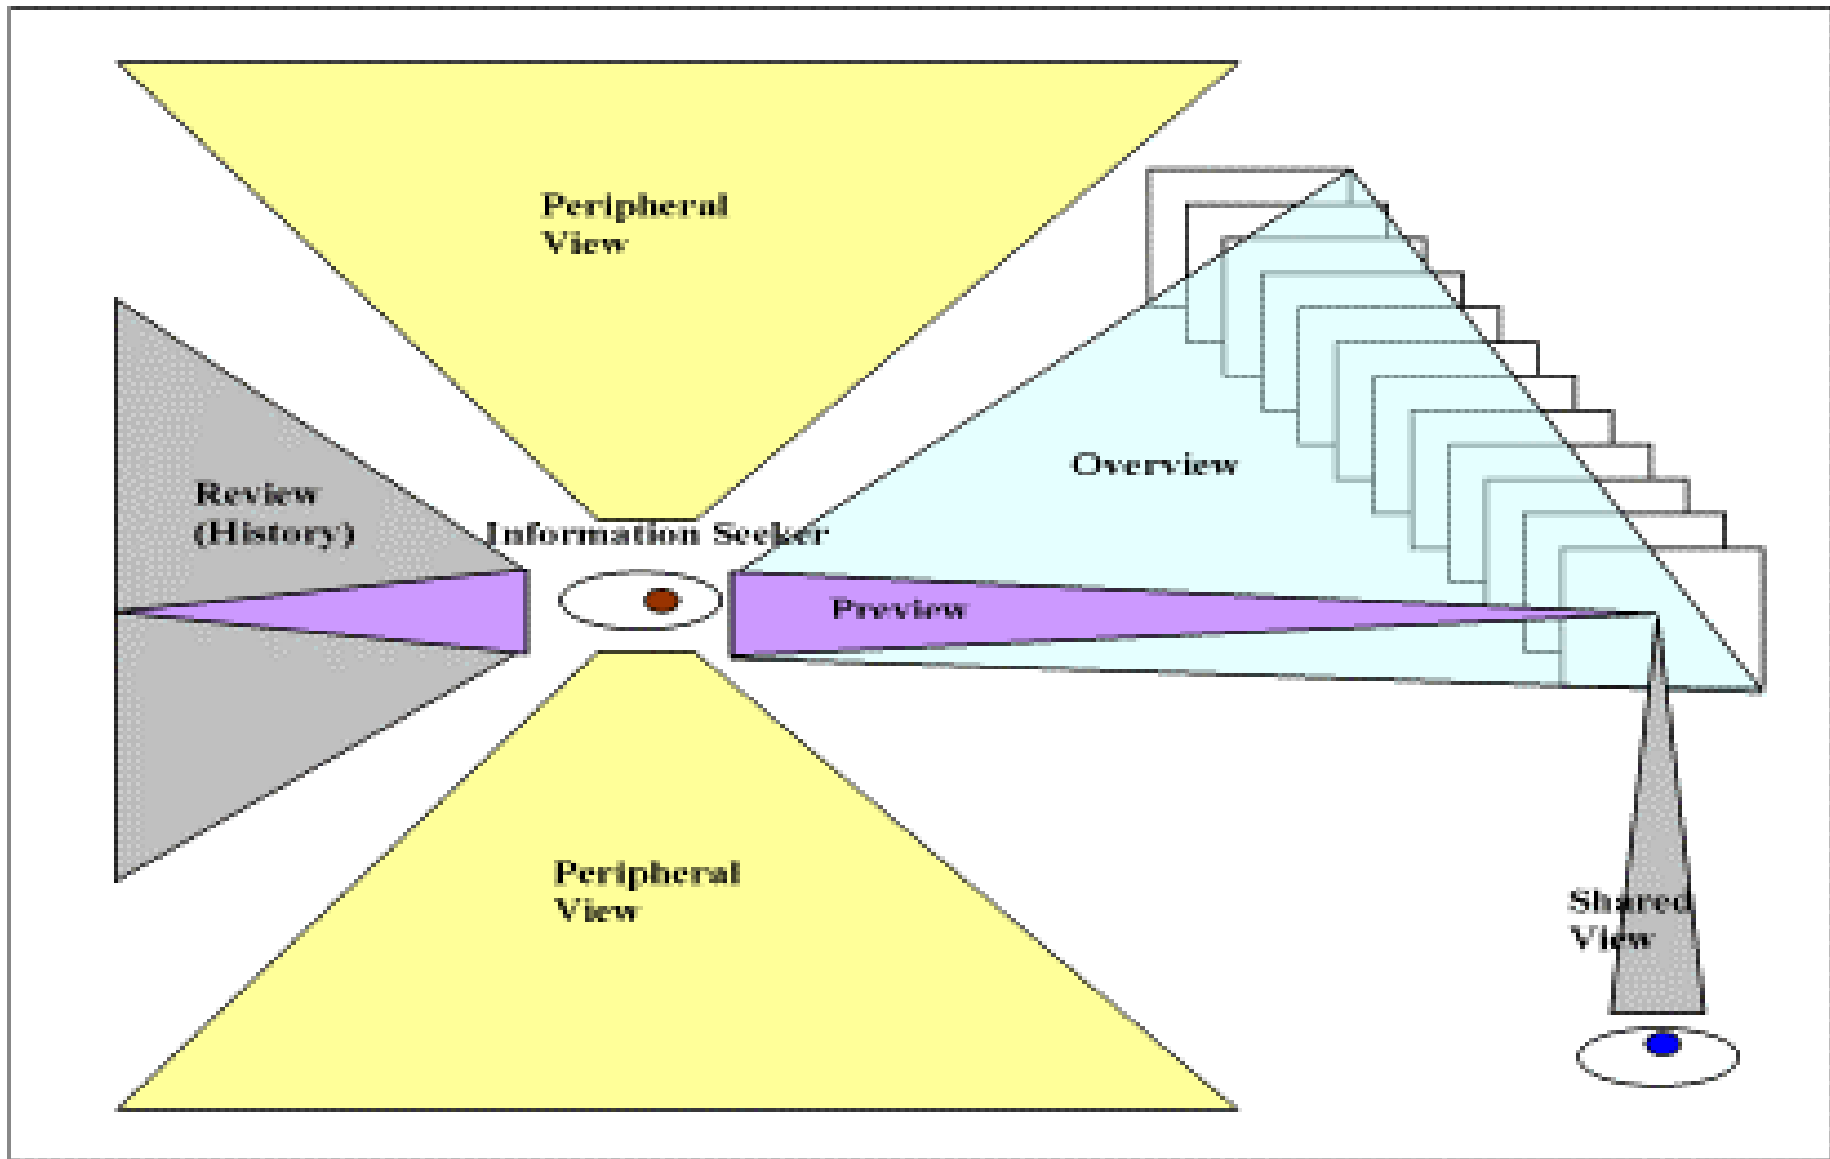 Peripheral
View
Overview
Review
(History)
Information Seeker
Preview
Peripheral
View
Shared
View